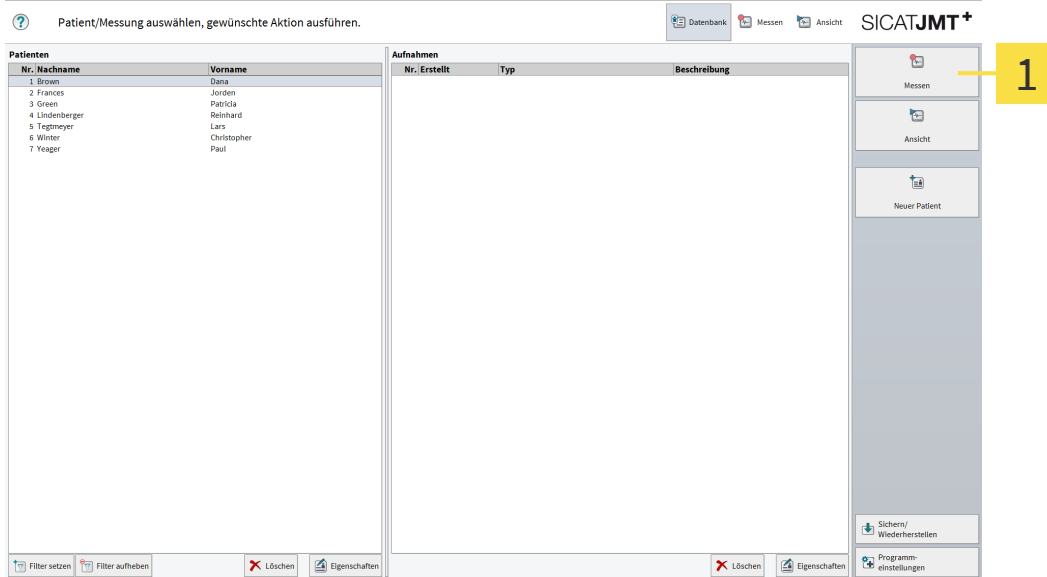 Patient/Messung auswählen, gewünschte Aktion ausführen.
Datenbank Messen Ansicht SICATJMT+
Patienten
Nr. Nachname Vorname
1 Brown Dana
2 Frances Jorden
3 Green Patricia
4 Lindenberger Reinhard
5 Tegtmeyer Lars
6 Winter Christopher
7 Yeager Paul
Filter setzen Filter aufheben Löschen Eigenschaften
Aufnahmen
Nr. Erstellt Typ Beschreibung
Löschen Eigenschaften
Messen
1
Ansicht
Neuer Patient
Sichern/
Wiederherstellen
Programm-
einstellungen